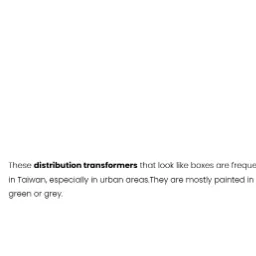 These distribution transformers that look like boxes are freque
in Taiwan, especially in urban areas.They are mostly painted in
green or grey.